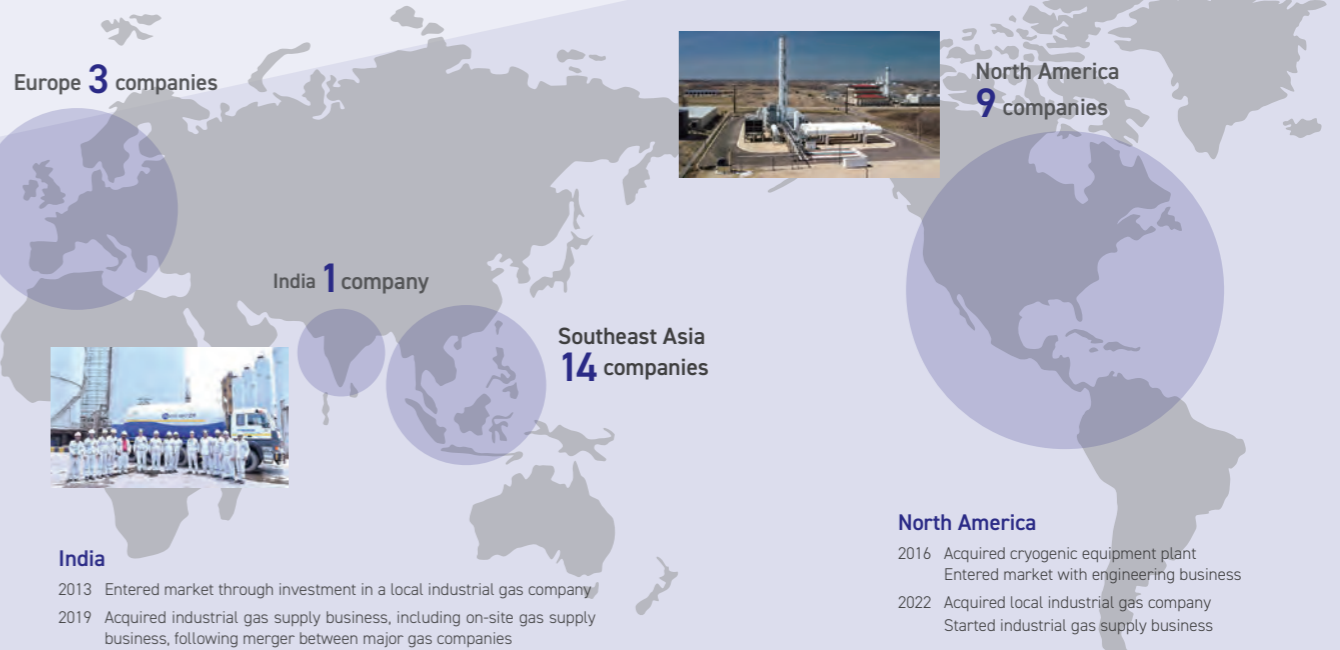 Europe 3 companies
North America
9 companies
India 1 company
Southeast Asia
14 companies
India
2013 Entered market through investment in a local industrial gas company
2019 Acquired industrial gas supply business, including on-site gas supply
business, following merger between major gas companies
North America
2016 Acquired cryogenic equipment plant
Entered market with engineering business
2022 Acquired local industrial gas company
Started industrial gas supply business